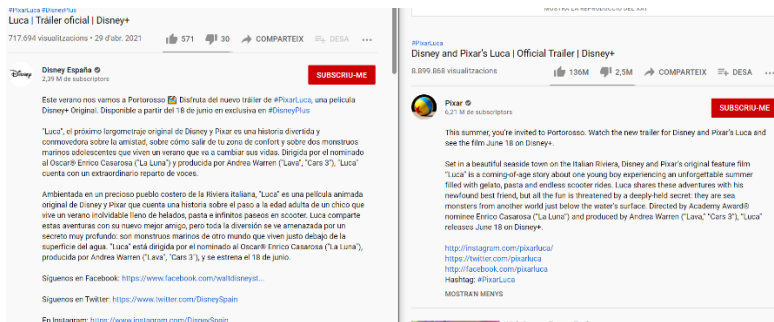 #PixarLuca #DisneyPlus
Luca | Tráiler oficial | Disney+
717.694 visualitzacions • 29 d'abr. 2021
571
30
COMPARTEIX
DESA
Disney España
2,39 M de subscriptors
SUBSCRIU-ME
Este verano nos vamos a Portorosso Disfruta del nuevo tráiler de #PixarLuca, una película
Disney+ Original. Disponible a partir del 18 de junio en exclusiva en #DisneyPlus
"Luca", el próximo largometraje original de Disney y Pixar es una historia divertida y
conmovedora sobre la amistad, sobre cómo salir de tu zona de confort y sobre dos monstruos
marinos adolescentes que viven un verano que va a cambiar sus vidas. Dirigida por el nominado
al Oscar® Enrico Casarosa ("La Luna") y producida por Andrea Warren ("Lava", "Cars 3"), "Luca"
cuenta con un extraordinario reparto de voces.
Ambientada en un precioso pueblo costero de la Riviera italiana, "Luca" es una película animada
original de Disney y Pixar que cuenta una historia sobre el paso a la edad adulta de un chico que
vive un verano inolvidable lleno de helados, pasta e infinitos paseos en scooter. Luca comparte
estas aventuras con su nuevo mejor amigo, pero toda la diversión se ve amenazada por un
secreto muy profundo: son monstruos marinos de otro mundo que viven justo debajo de la
superficie del agua. "Luca" está dirigida por el nominado al Oscar® Enrico Casarosa ("La Luna"),
producida por Andrea Warren ("Lava", "Cars 3"), y se estrena el 18 de junio.
Síguenos en Facebook: https://www.facebook.com/waltdisneyst...
Síguenos en Twitter: https://www.twitter.com/DisneySpain
En Instagram: https://www.instagram.com/DisneySpain
MOSTRA LA REPRODUCCIÓ DEL XAT
#PixarLuca
Disney and Pixar's Luca | Official Trailer | Disney+
8.899.868 visualitzacions
136M
2,5M
COMPARTEIX
DESA
Pixar
6,21 M de subscriptors
SUBSCRIU-ME
This summer, you're invited to Portorosso. Watch the new trailer for Disney and Pixar's Luca and
see the film June 18 on Disney+.
Set in a beautiful seaside town on the Italian Riviera, Disney and Pixar's original feature film
"Luca" is a coming-of-age story about one young boy experiencing an unforgettable summer
filled with gelato, pasta and endless scooter rides. Luca shares these adventures with his
newfound best friend, but all the fun is threatened by a deeply-held secret: they are sea
monsters from another world just below the water's surface. Directed by Academy Award®
nominee Enrico Casarosa ("La Luna") and produced by Andrea Warren ("Lava," "Cars 3"), "Luca"
releases June 18 on Disney+.
http://instagram.com/pixarluca/
https://twitter.com/pixarluca
http://facebook.com/pixarluca
Hashtag: #PixarLuca
MOSTRA'N MENYS